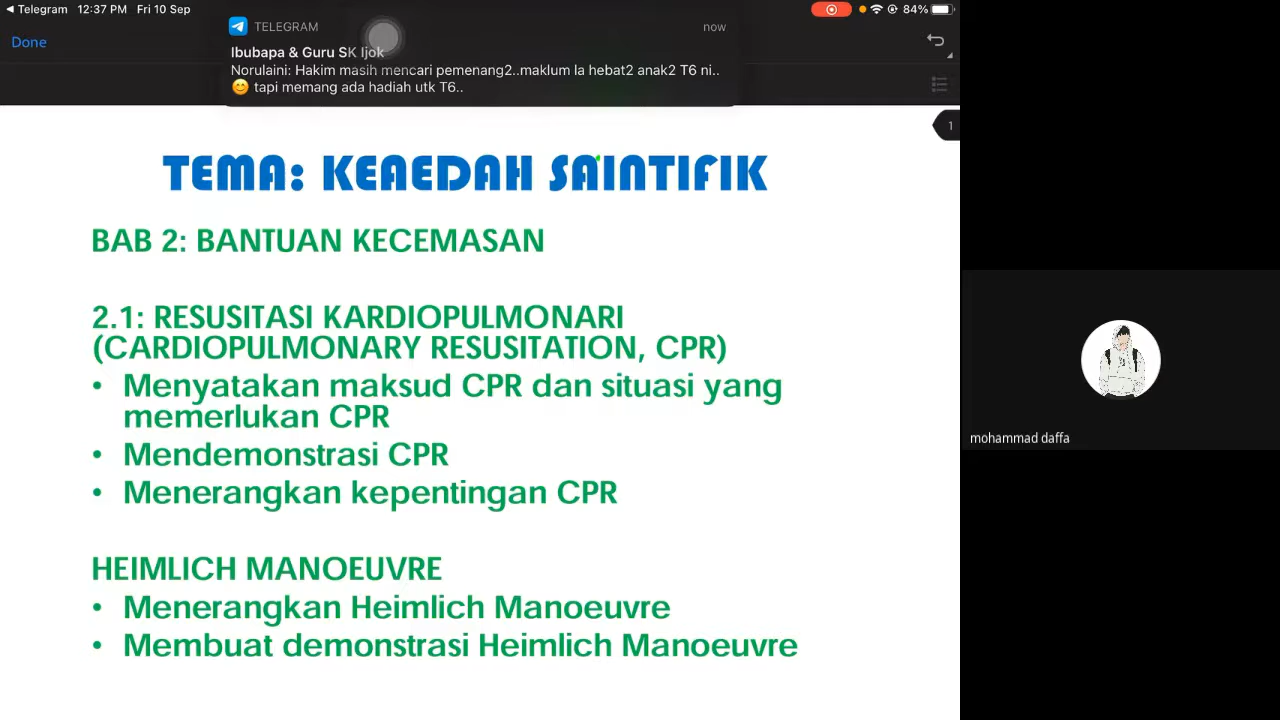 Telegram 12:37 PM Fri 10 Sep 84%
Done
TELEGRAM now
Ibubapa & Guru SK Ijok
Norulaini: Hakim masih mencari pemenang2..maklum la hebat2 anak2 T6 ni..
😊 tapi memang ada hadiah utk T6..
1
TEMA: KEAEDAH SAINTIFIK
BAB 2: BANTUAN KECEMASAN
2.1: RESUSITASI KARDIOPULMONARI
(CARDIOPULMONARY RESUSITATION, CPR)
• Menyatakan maksud CPR dan situasi yang
memerlukan CPR
• Mendemonstrasi CPR
• Menerangkan kepentingan CPR
HEIMLICH MANOEUVRE
• Menerangkan Heimlich Manoeuvre
• Membuat demonstrasi Heimlich Manoeuvre
mohammad daffa